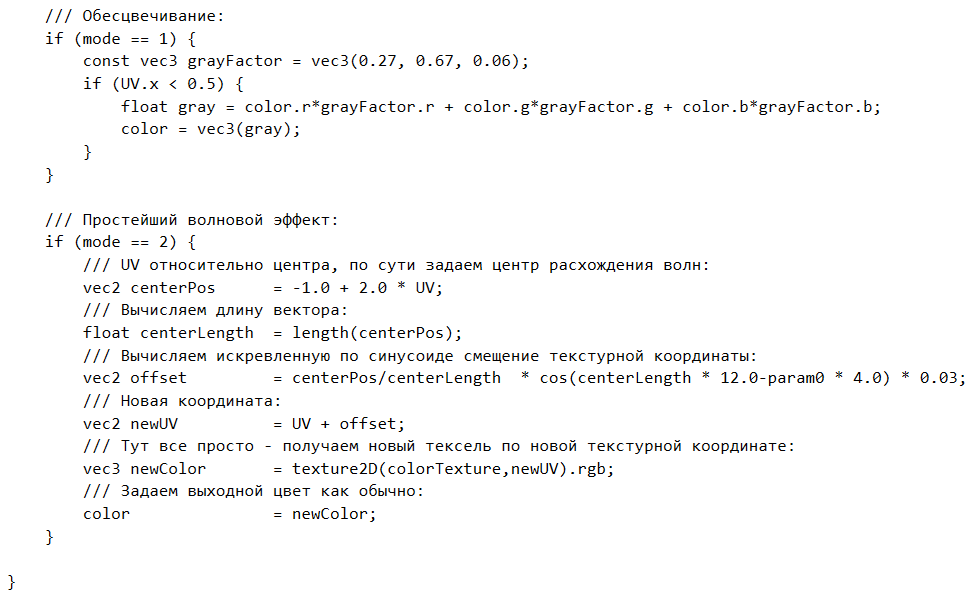 /// Обесцвечивание:
if (mode == 1) {
const vec3 grayFactor = vec3(0.27, 0.67, 0.06);
if (UV.x < 0.5) {
float gray = color.r*grayFactor.r + color.g*grayFactor.g + color.b*grayFactor.b;
color = vec3(gray);
}
}
/// Простейший волновой эффект:
if (mode == 2) {
/// UV относительно центра, по сути задаем центр расхождения волн:
vec2 centerPos      = -1.0 + 2.0 * UV;
/// Вычисляем длину вектора:
float centerLength  = length(centerPos);
/// Вычисляем искревленную по синусоиде смещение текстурной координаты:
vec2 offset         = centerPos/centerLength  * cos(centerLength * 12.0-param0 * 4.0) * 0.03;
/// Новая координата:
vec2 newUV          = UV + offset;
/// Тут все просто - получаем новый тексель по новой текстурной координате:
vec3 newColor       = texture2D(colorTexture,newUV).rgb;
/// Задаем выходной цвет как обычно:
color               = newColor;
}
}